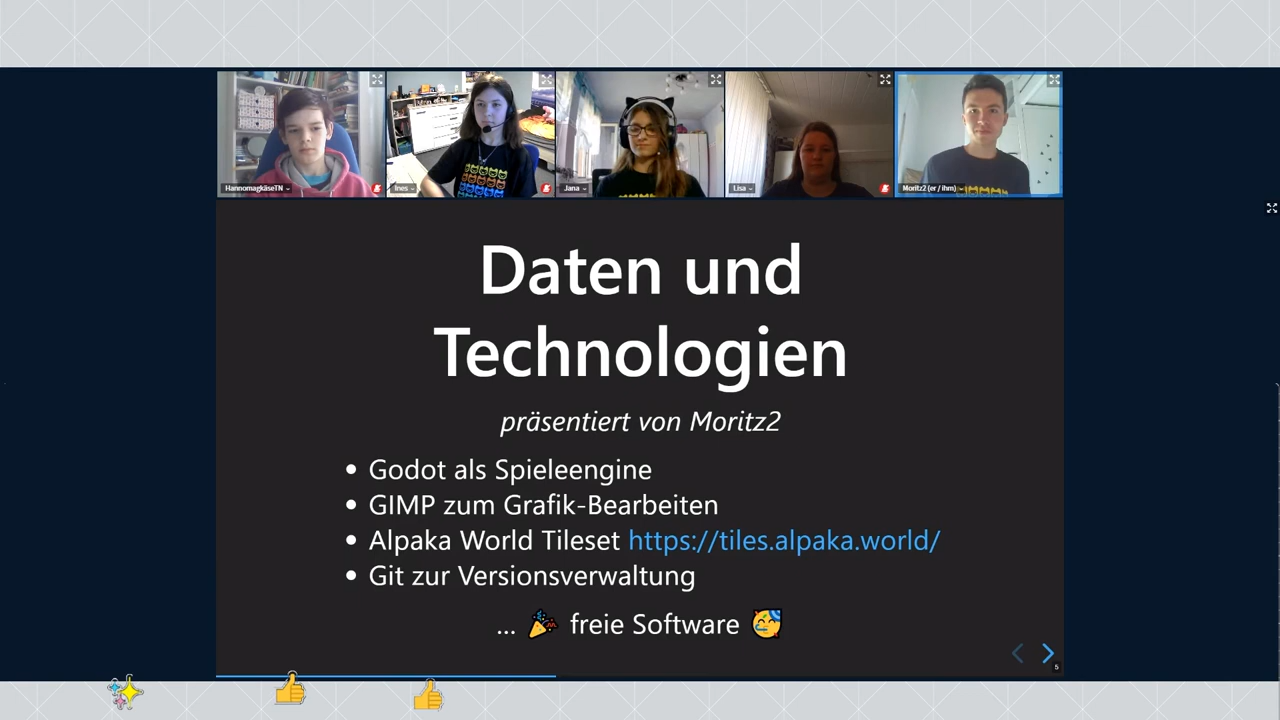 HannomagkäseTN
Ines
Jana
Lisa
Moritz2 (er / ihm)
Daten und
Technologien
präsentiert von Moritz2
• Godot als Spieleengine
• GIMP zum Grafik-Bearbeiten
• Alpaka World Tileset https://tiles.alpaka.world/
• Git zur Versionsverwaltung
... 🎉 freie Software 🥳
5